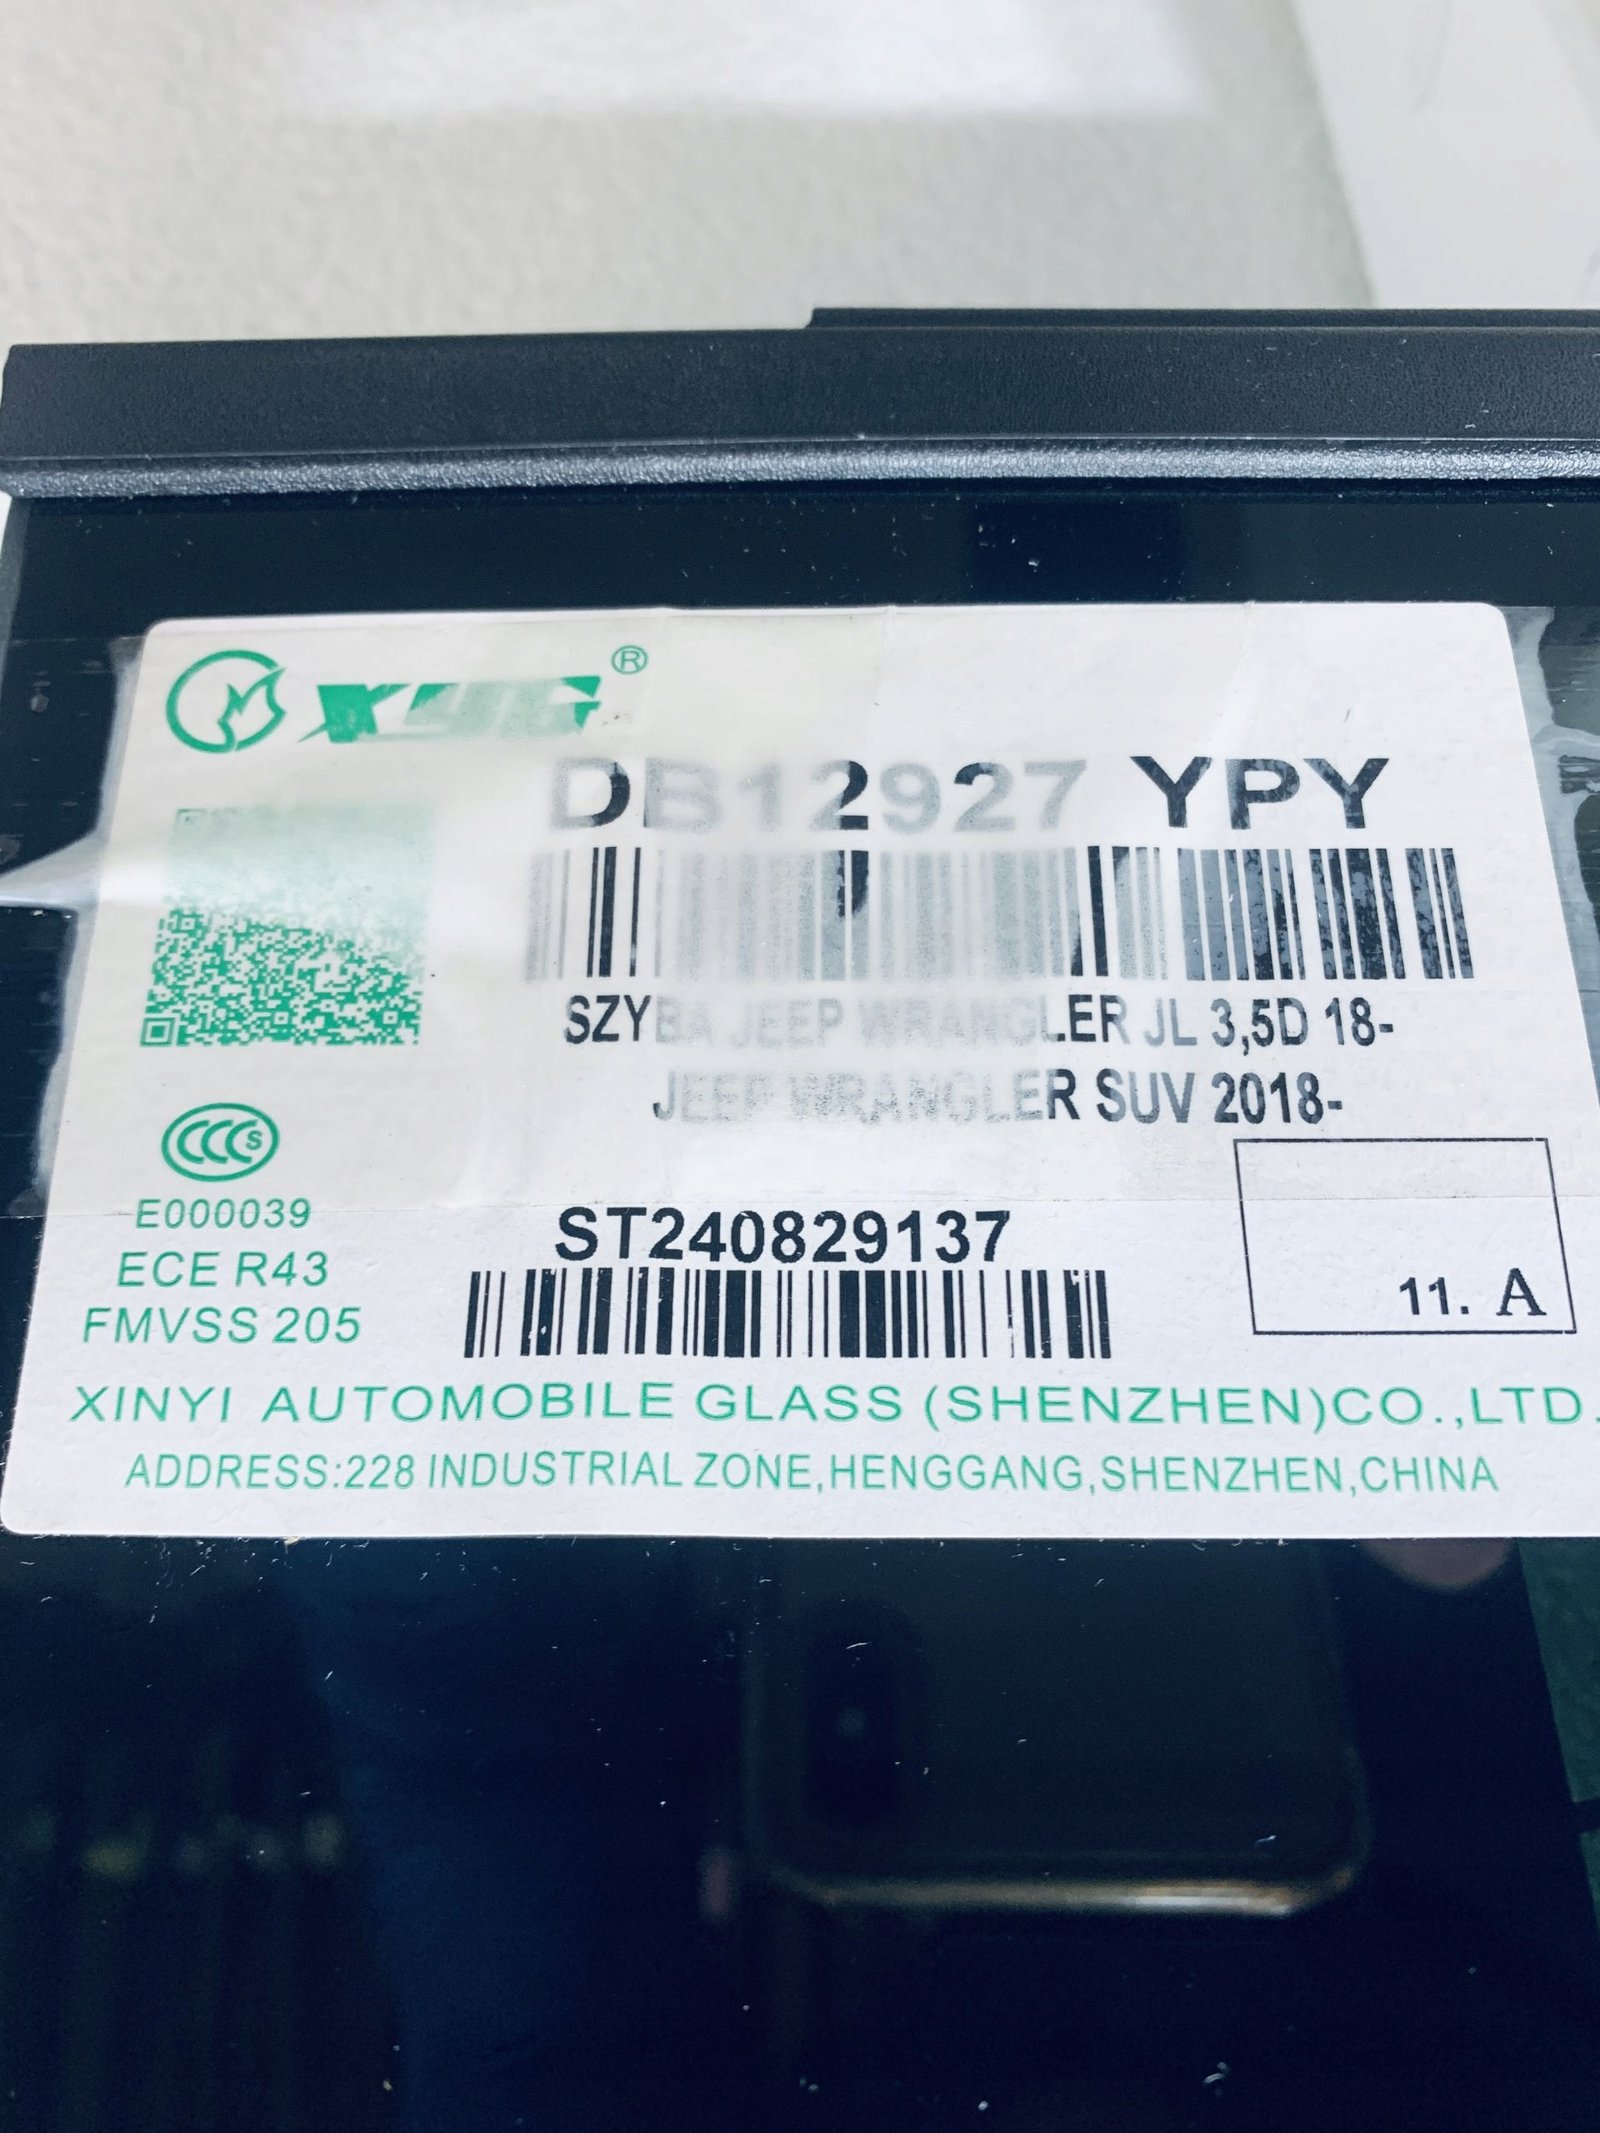 XYG®
DB12927 YPY
SZYBA JEEP WRANGLER JL 3,5D 18-
JEEP WRANGLER SUV 2018-
CCC S
E000039
ECE R43
FMVSS 205
ST240829137
11. A
XINYI AUTOMOBILE GLASS (SHENZHEN)CO.,LTD.
ADDRESS:228 INDUSTRIAL ZONE,HENGGANG,SHENZHEN,CHINA